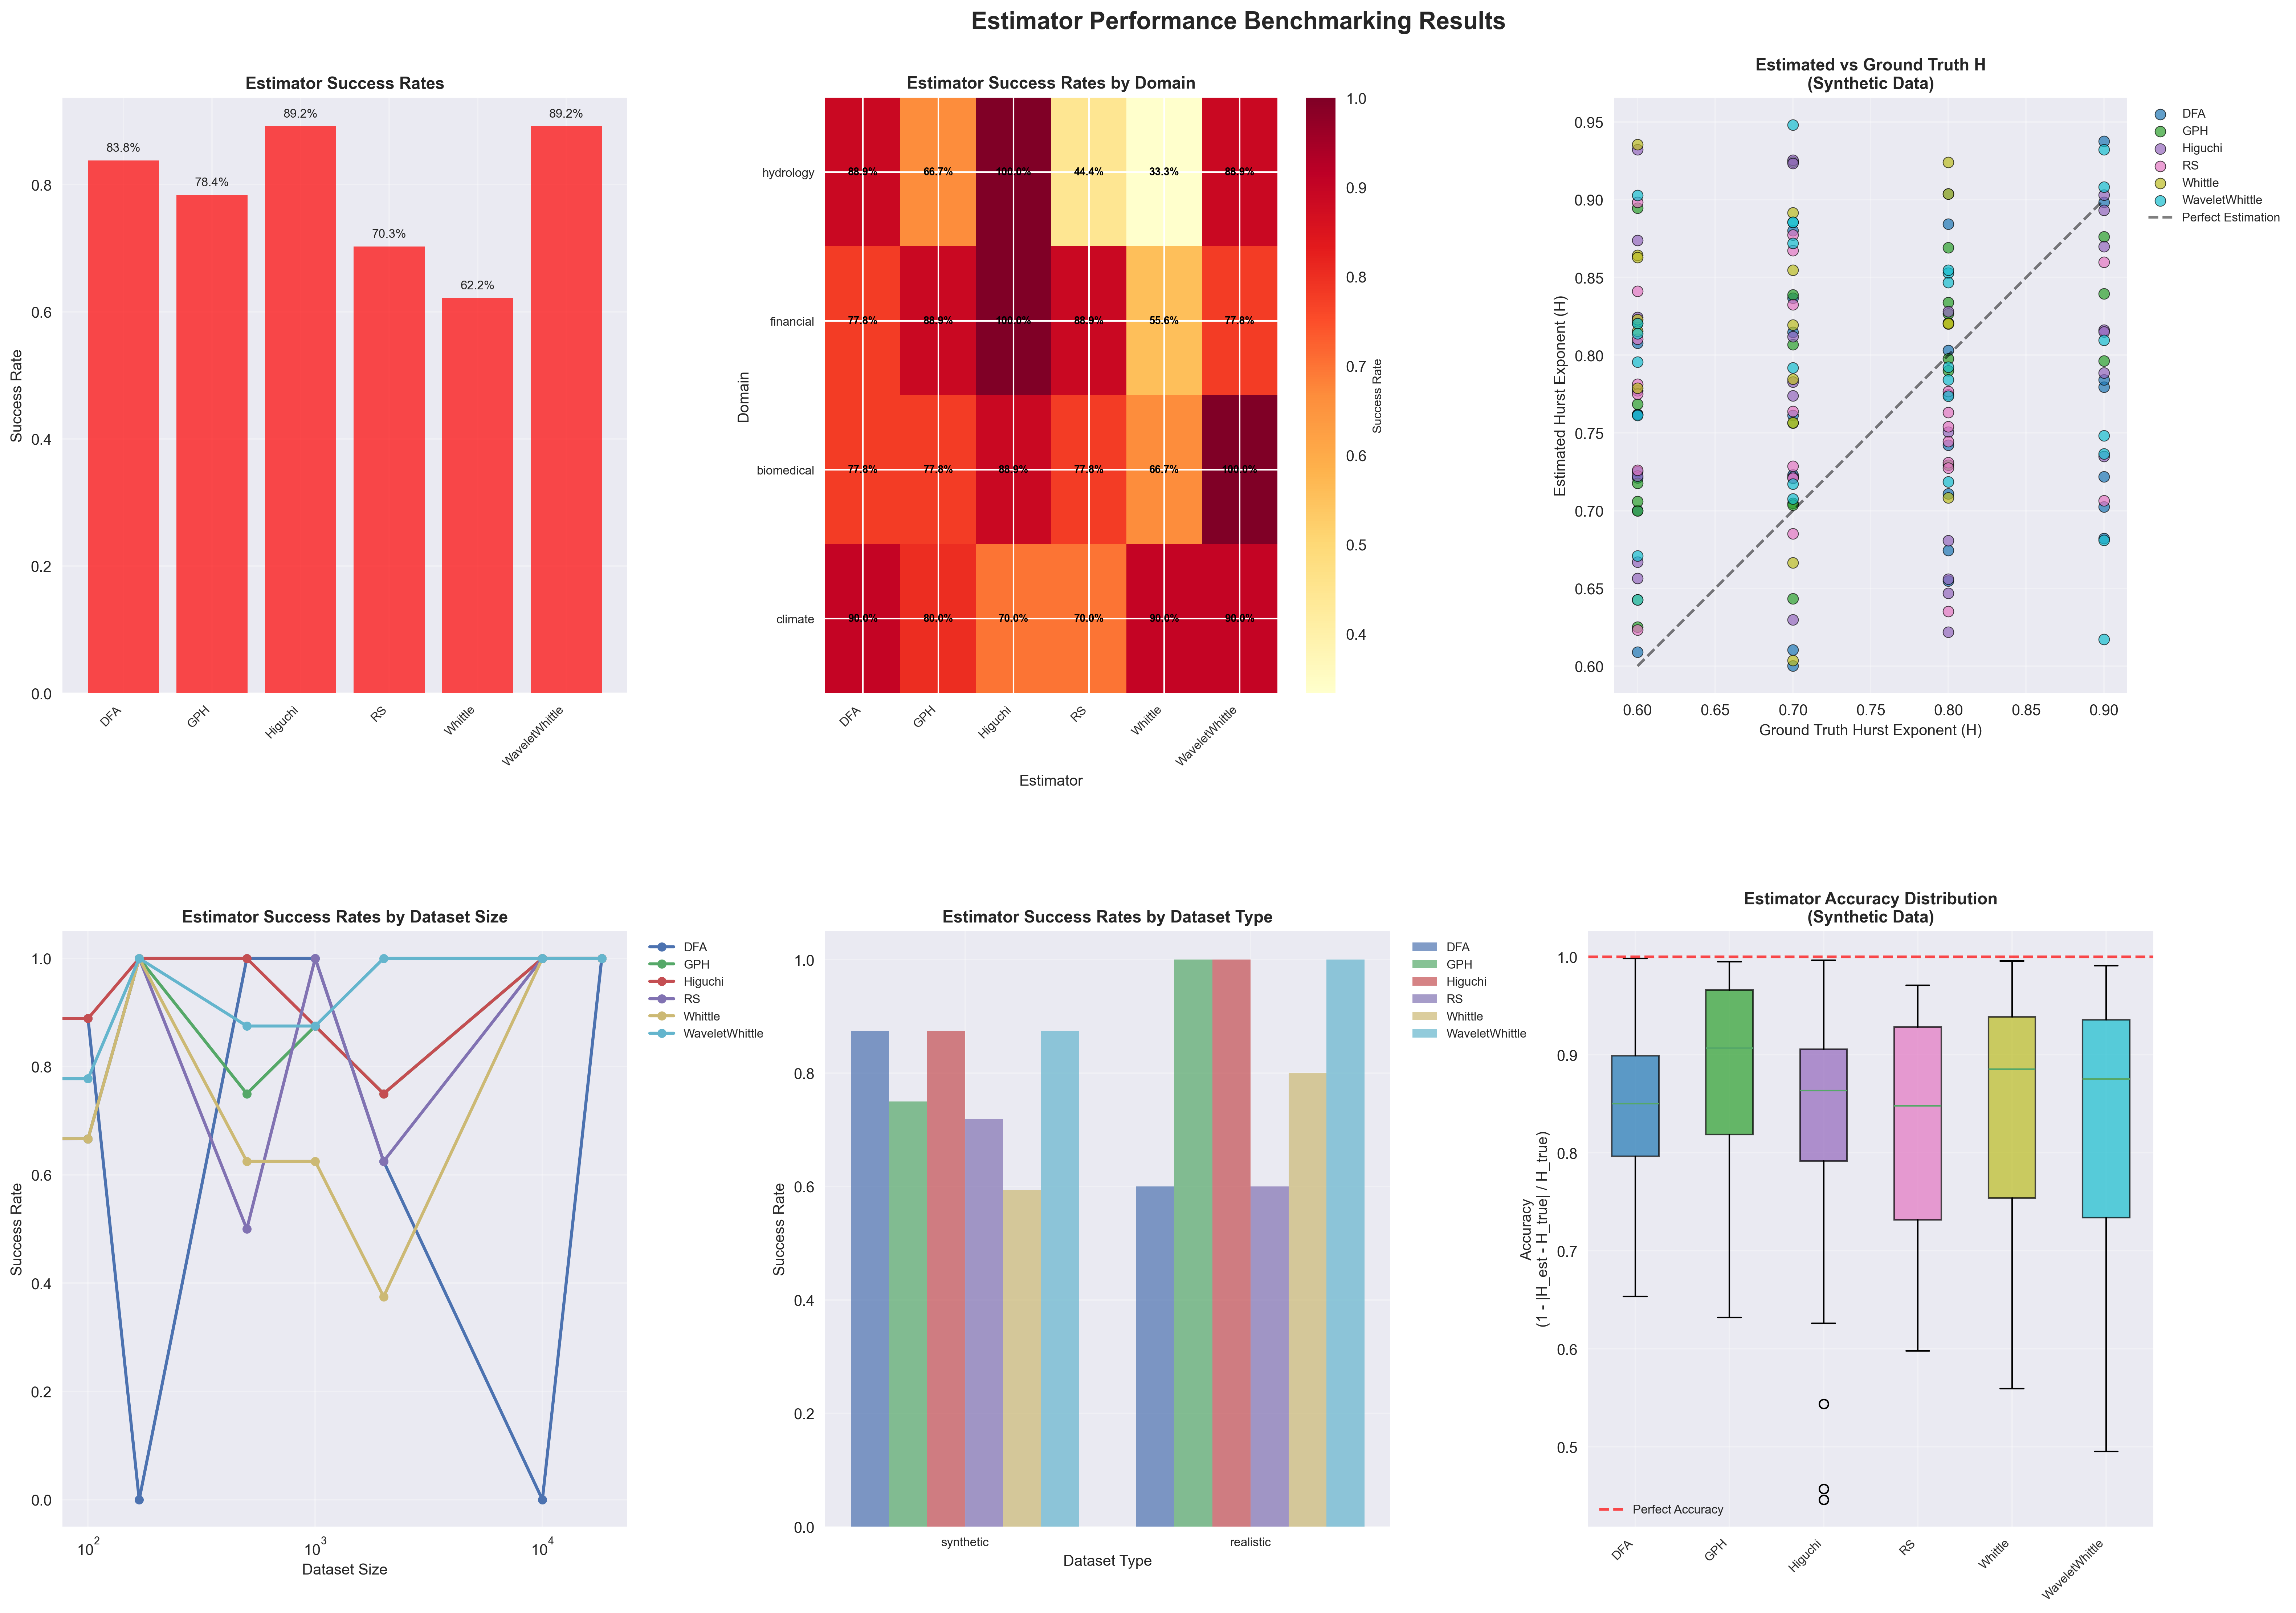 Estimator Performance Benchmarking Results
Estimator Success Rates
Success Rate
0.8
0.6
0.4
0.2
0.0
83.8%
78.4%
89.2%
70.3%
62.2%
89.2%
DFA
GPH
Higuchi
RS
Whittle
WaveletWhittle
Estimator Success Rates by Domain
Domain
hydrology
88.9%
66.7%
100.0%
44.4%
33.3%
88.9%
financial
77.8%
88.9%
100.0%
88.9%
55.6%
77.8%
biomedical
77.8%
77.8%
88.9%
77.8%
66.7%
100.0%
climate
90.0%
80.0%
70.0%
70.0%
90.0%
90.0%
DFA
GPH
Higuchi
RS
Whittle
WaveletWhittle
Estimator
1.0
0.9
0.8
0.7
0.6
0.5
0.4
Success Rate
Estimated vs Ground Truth H
(Synthetic Data)
Estimated Hurst Exponent (H)
0.95
0.90
0.85
0.80
0.75
0.70
0.65
0.60
0.60
0.65
0.70
0.75
0.80
0.85
0.90
Ground Truth Hurst Exponent (H)
DFA
GPH
Higuchi
RS
Whittle
WaveletWhittle
Perfect Estimation
Estimator Success Rates by Dataset Size
Success Rate
1.0
0.8
0.6
0.4
0.2
0.0
10²
10³
10⁴
Dataset Size
DFA
GPH
Higuchi
RS
Whittle
WaveletWhittle
Estimator Success Rates by Dataset Type
Success Rate
1.0
0.8
0.6
0.4
0.2
0.0
synthetic
realistic
Dataset Type
DFA
GPH
Higuchi
RS
Whittle
WaveletWhittle
Estimator Accuracy Distribution
(Synthetic Data)
Accuracy
(1 - |H_est - H_true| / H_true)
1.0
0.9
0.8
0.7
0.6
0.5
Perfect Accuracy
DFA
GPH
Higuchi
RS
Whittle
WaveletWhittle